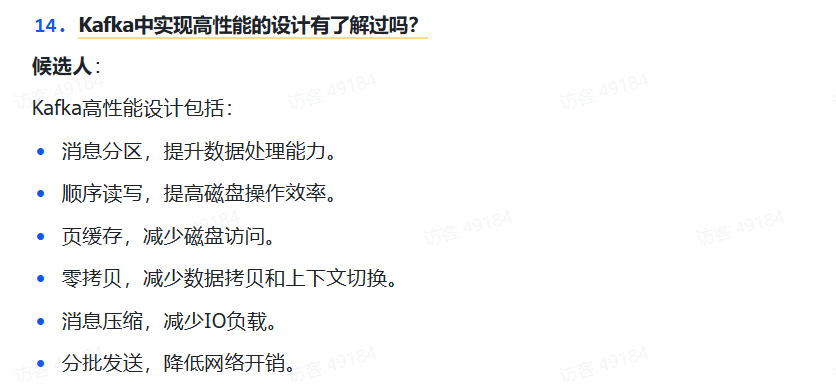 14. Kafka中实现高性能的设计有了解过吗?
候选人：
访客 49184 访客 49184 访客 49184
Kafka高性能设计包括：
消息分区，提升数据处理能力。
顺序读写，提高磁盘操作效率。
页缓存，减少磁盘访问。
49184 访客 49184 访客 49184
零拷贝，减少数据拷贝和上下文切换。
消息压缩，减少IO负载。
分批发送，降低网络开销。
访客 49184 访客 49184 访客 49184